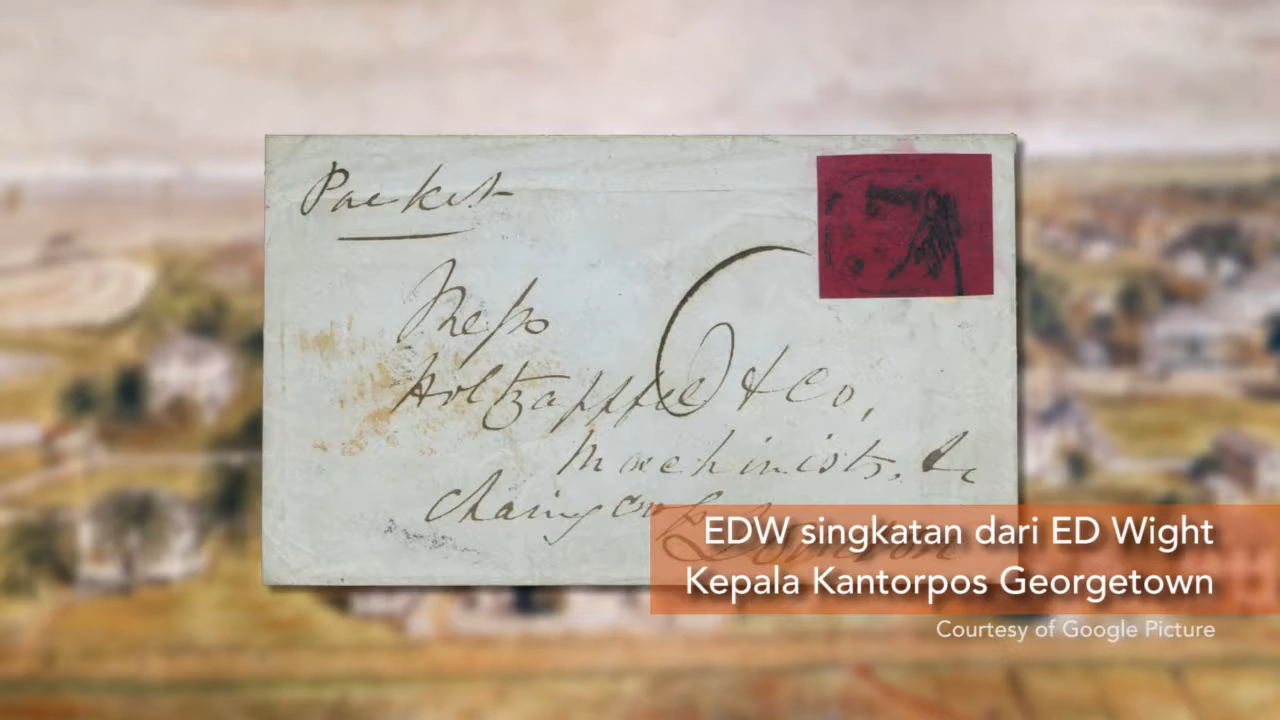 Packet
Messrs
Holtzapffel & Co,
Machinists, &c
Charing Cross
London
EDW singkatan dari ED Wight
Kepala Kantorpos Georgetown
Courtesy of Google Picture